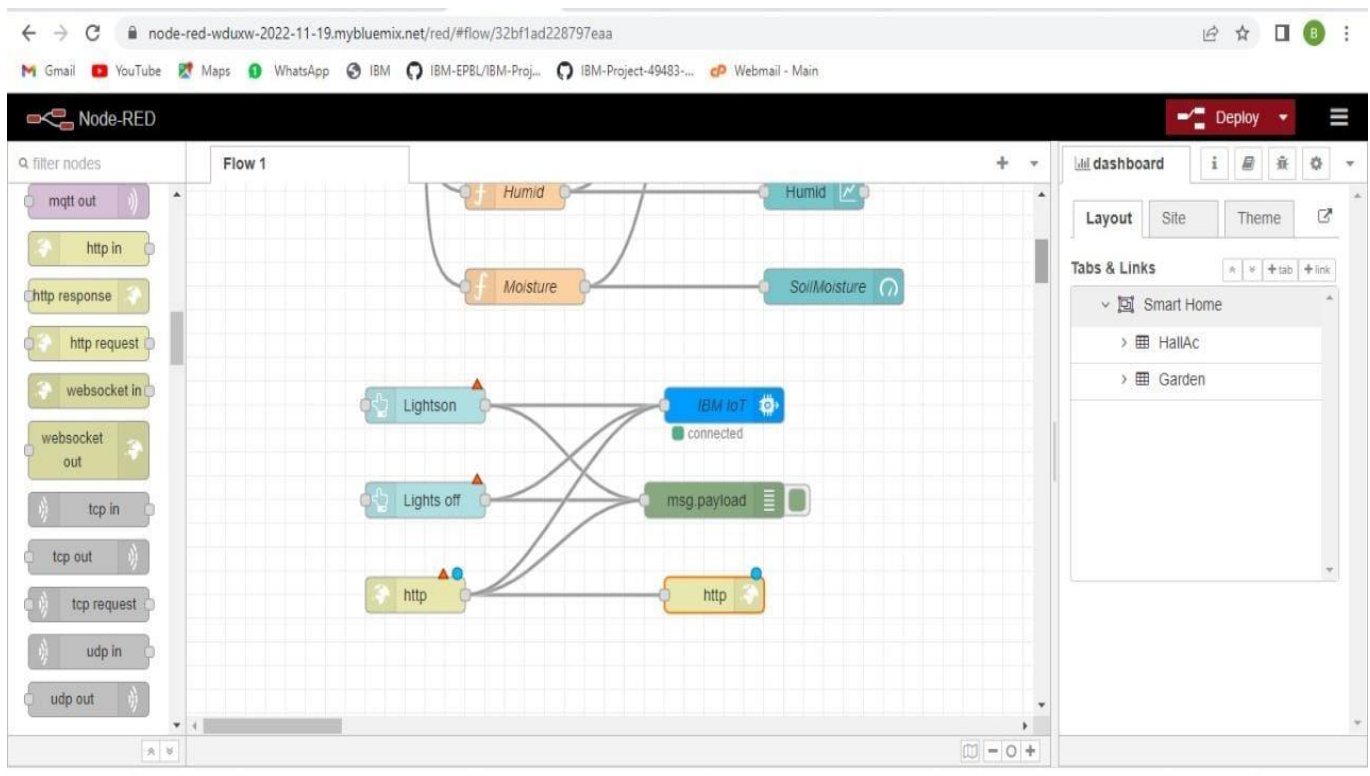 node-red-wduxw-2022-11-19.mybluemix.net/red/#flow/32bf1ad228797eaa
B
Gmail YouTube Maps WhatsApp IBM IBM-EPBL/IBM-Proj... IBM-Project-49483-... Webmail - Main
Node-RED
Deploy
filter nodes
Flow 1
dashboard
mqtt out
http in
http response
http request
websocket in
websocket
out
tcp in
tcp out
tcp request
udp in
udp out
Humid
Humid
Moisture
SoilMoisture
Lightson
IBM IoT
connected
Lights off
msg.payload
http
http
Layout
Site
Theme
Tabs & Links
+tab
+link
Smart Home
HallAc
Garden